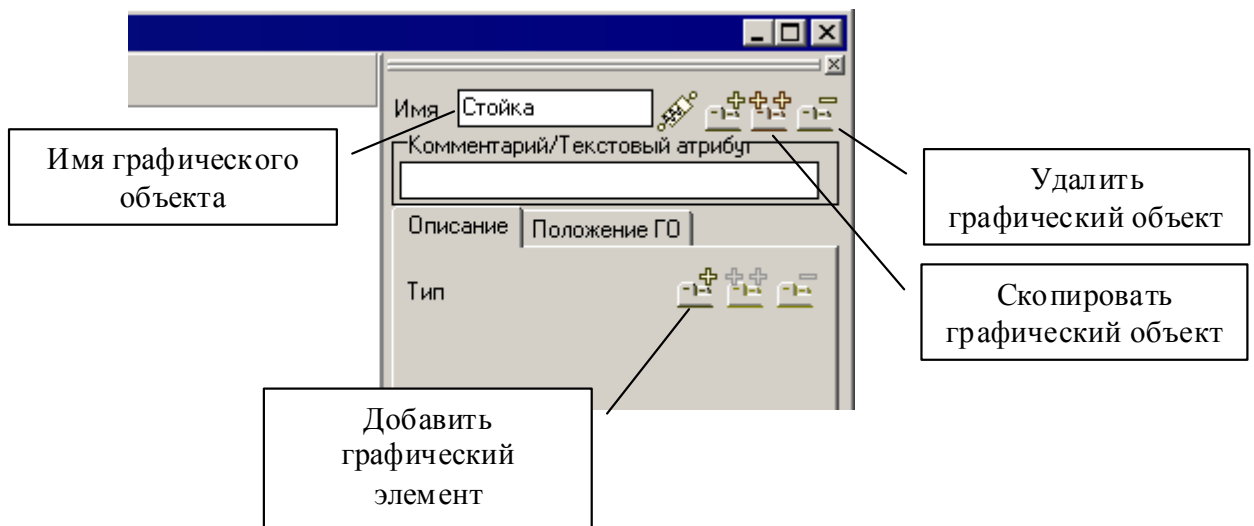 Имя Стойка
Комментарий/Текстовый атрибут
Имя графического
объекта
Удалить
графический объект
Описание Положение ГО
Тип
Скопировать
графический объект
Добавить
графический
элемент